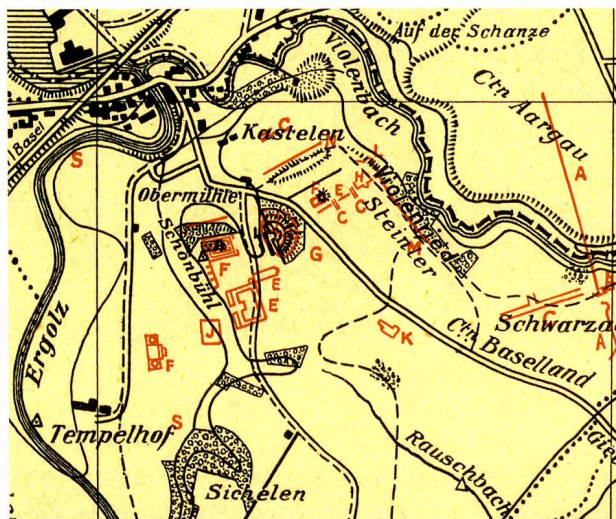 Auf der Schanze
Violenbach
Ctn Aargau
Basel
Kastelen
C
N
L
S
A
Obermühle
H
F
E
C
G
Violenried
Steinler
Schönbühl
F
G
N
E
E
C
Schwarza
A
J
F
K
Ctn Baselland
Ergolz
S
Tempelhof
Rauschbach
Sichelen